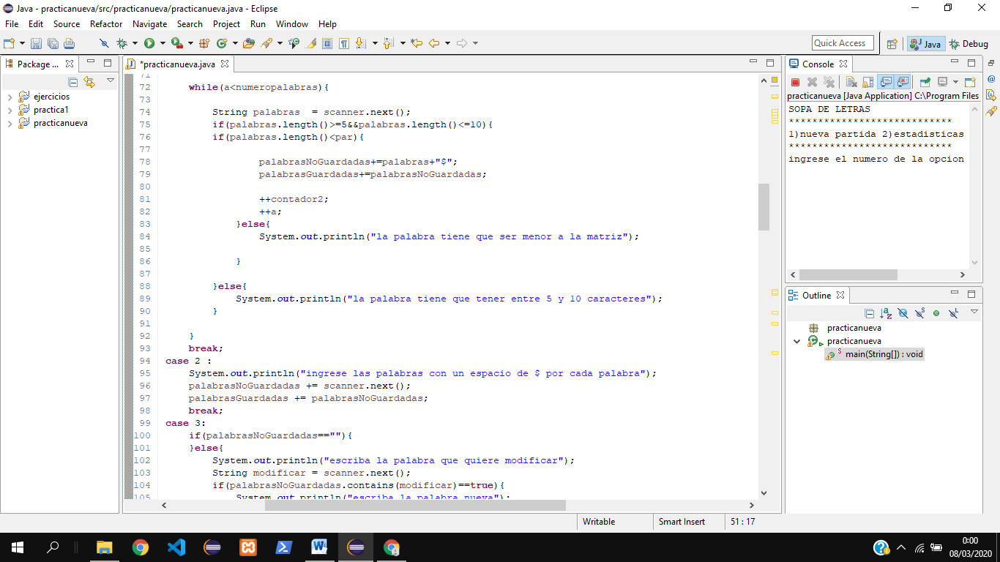 Java - practicanueva/src/practicanueva/practicanueva.java - Eclipse
File Edit Source Refactor Navigate Search Project Run Window Help
Quick Access
Java
Debug
Package ...
ejercicios
practica1
practicanueva
*practicanueva.java
71
72 while(a<numeropalabras){
73
74 String palabras  = scanner.next();
75 if(palabras.length()>=5&&palabras.length()<=10){
76 if(palabras.length()<par){
77
78 palabrasNoGuardadas+=palabras+"$";
79 palabrasGuardadas+=palabrasNoGuardadas;
80
81 ++contador2;
82 ++a;
83 }else{
84 System.out.println("la palabra tiene que ser menor a la matriz");
85
86 }
87
88 }else{
89 System.out.println("la palabra tiene que tener entre 5 y 10 caracteres");
90 }
91
92 }
93 break;
94 case 2 :
95 System.out.println("ingrese las palabras con un espacio de $ por cada palabra");
96 palabrasNoGuardadas += scanner.next();
97 palabrasGuardadas += palabrasNoGuardadas;
98 break;
99 case 3:
100 if(palabrasNoGuardadas==""){
101 }else{
102 System.out.println("escriba la palabra que quiere modificar");
103 String modificar = scanner.next();
104 if(palabrasNoGuardadas.contains(modificar)==true){
105 System.out.println("escriba la palabra nueva");
Console
practicanueva [Java Application] C:\Program Files
SOPA DE LETRAS
****************************
1)nueva partida 2)estadisticas
****************************
ingrese el numero de la opcion
Outline
practicanueva
practicanueva
main(String[]) : void
Writable
Smart Insert
51 : 17
0:00
08/03/2020